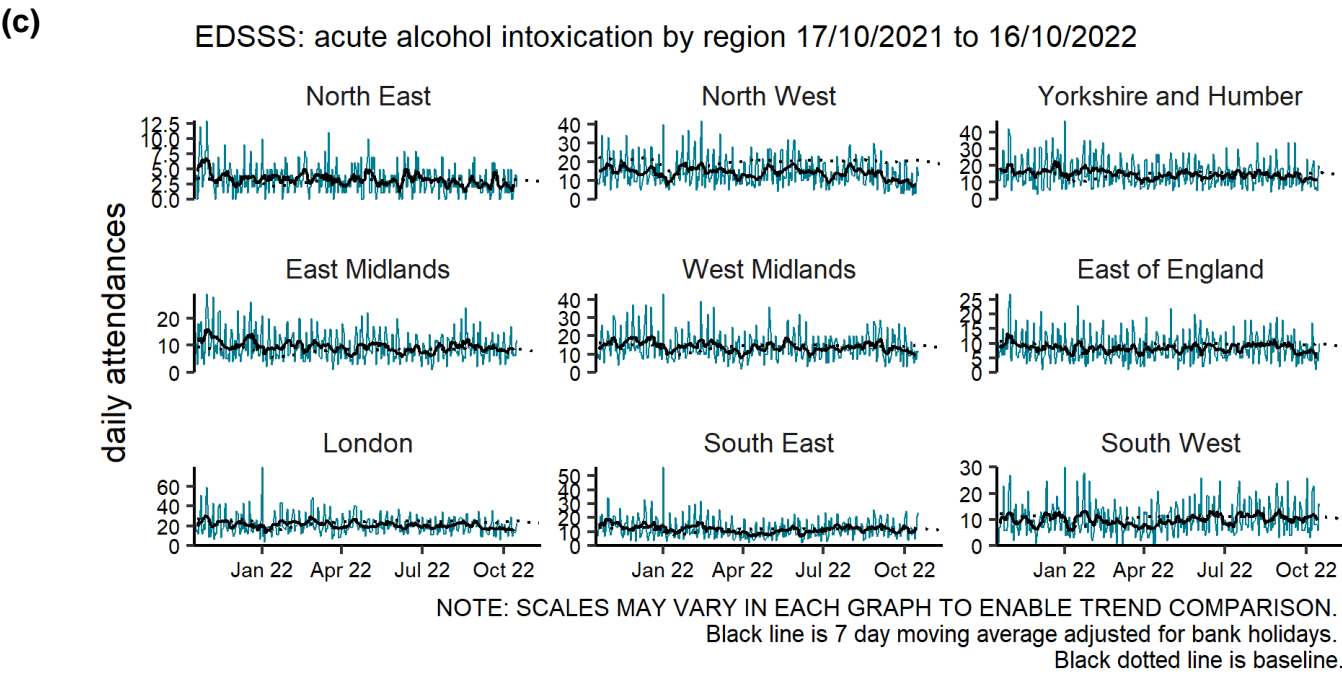 (c)
EDSSS: acute alcohol intoxication by region 17/10/2021 to 16/10/2022
daily attendances
North East
12.5
10.0
7.5
5.0
2.5
0.0
North West
40
30
20
10
0
Yorkshire and Humber
40
30
20
10
0
East Midlands
20
10
0
West Midlands
40
30
20
10
0
East of England
25
20
15
10
5
0
London
60
40
20
0
Jan 22 Apr 22 Jul 22 Oct 22
South East
50
40
30
20
10
0
Jan 22 Apr 22 Jul 22 Oct 22
South West
30
20
10
0
Jan 22 Apr 22 Jul 22 Oct 22
NOTE: SCALES MAY VARY IN EACH GRAPH TO ENABLE TREND COMPARISON.
Black line is 7 day moving average adjusted for bank holidays.
Black dotted line is baseline.